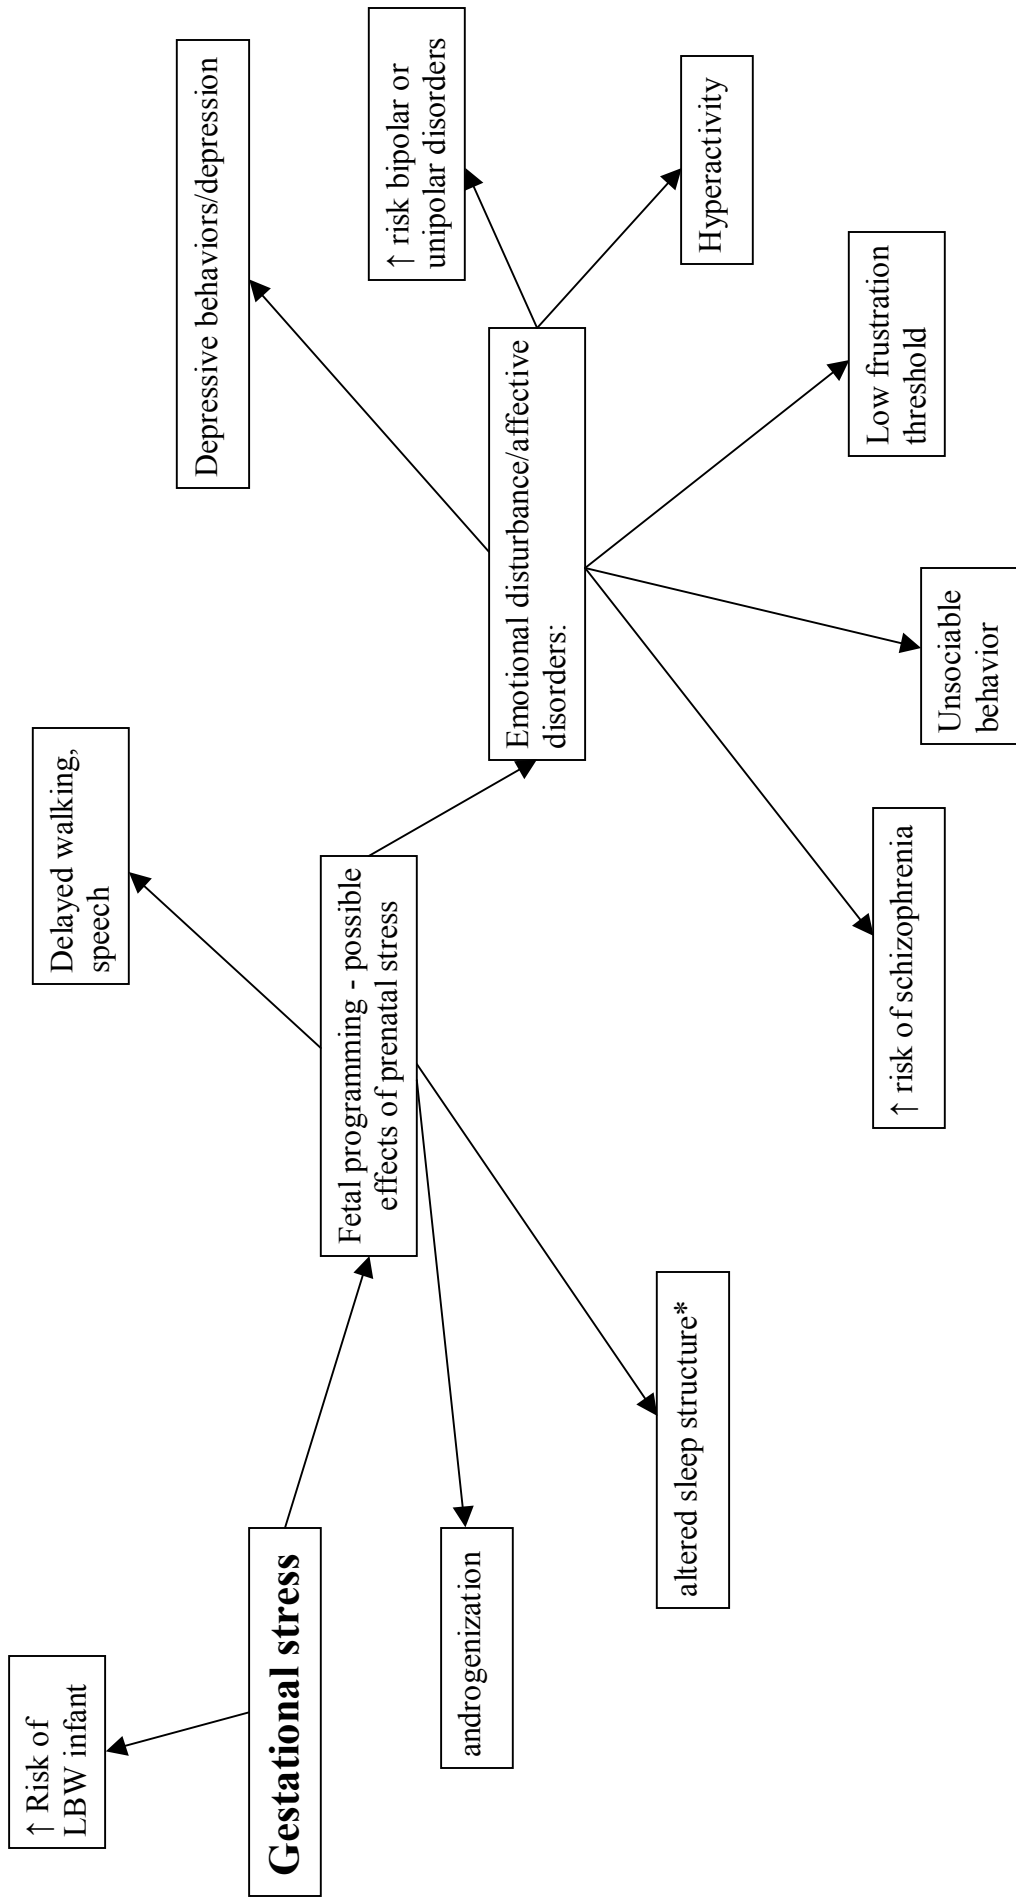 ↑ Risk of
LBW infant
Gestational stress
androgenization
altered sleep structure*
Delayed walking,
speech
Fetal programming - possible
effects of prenatal stress
Emotional disturbance/affective
disorders:
Depressive behaviors/depression
↑ risk bipolar or
unipolar disorders
Hyperactivity
Low frustration
threshold
Unsociable
behavior
↑ risk of schizophrenia